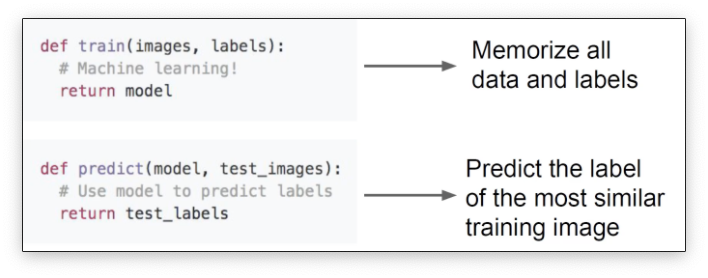 def train(images, labels):
  # Machine learning!
  return model
Memorize all
data and labels
def predict(model, test_images):
  # Use model to predict labels
  return test_labels
Predict the label
of the most similar
training image